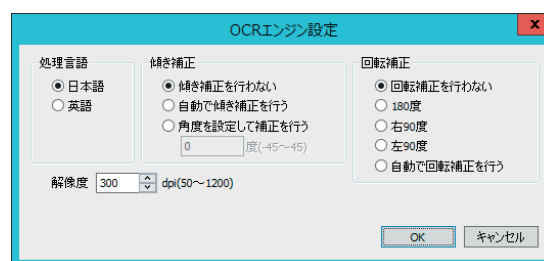 OCRエンジン設定
x
処理言語
日本語
英語
傾き補正
傾き補正を行わない
自動で傾き補正を行う
角度を設定して補正を行う
0 度(-45～45)
回転補正
回転補正を行わない
180度
右90度
左90度
自動で回転補正を行う
解像度 300 dpi(50～1200)
OK キャンセル